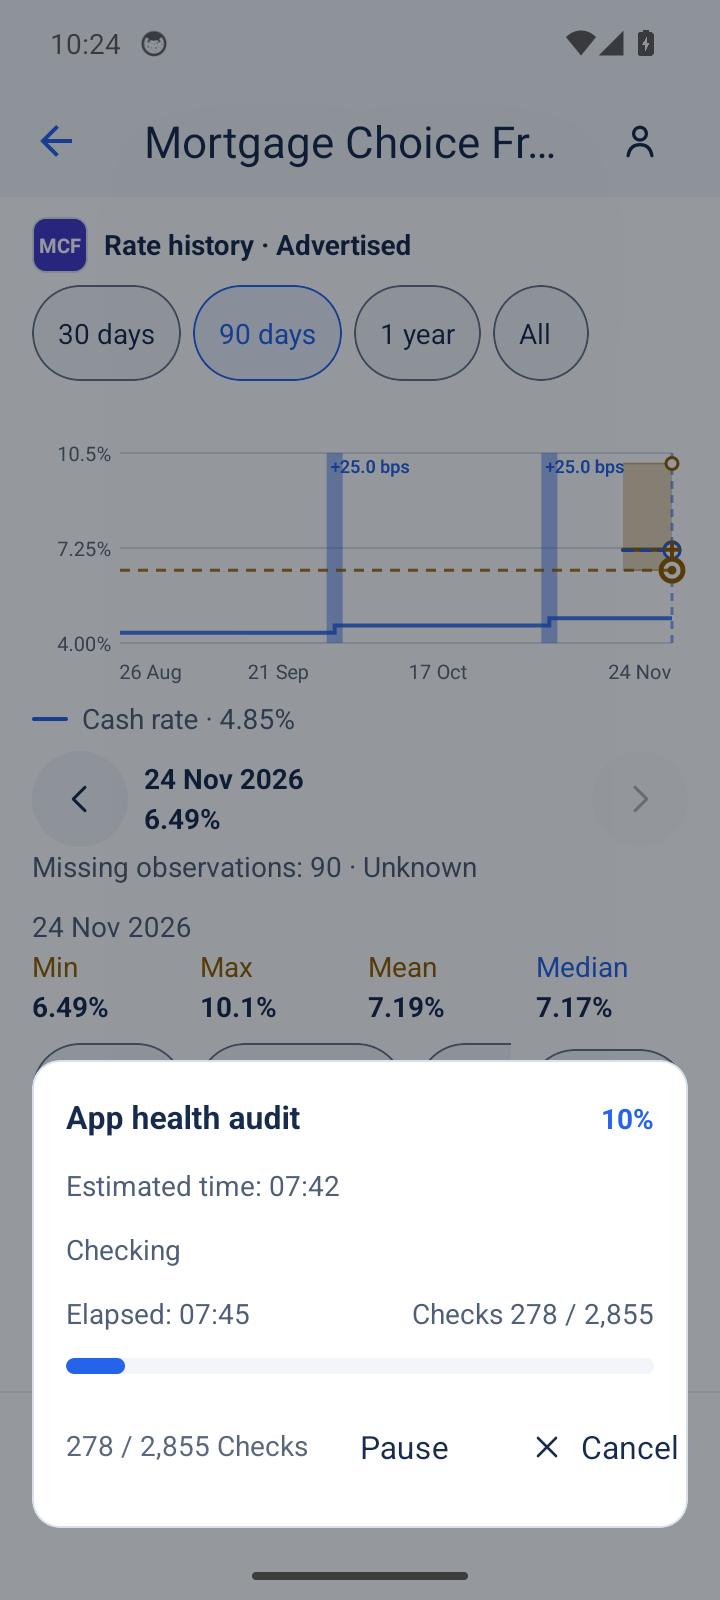 10:24
Mortgage Choice Fr...
MCF Rate history · Advertised
30 days 90 days 1 year All
10.5%
+25.0 bps +25.0 bps
7.25%
4.00%
26 Aug 21 Sep 17 Oct 24 Nov
Cash rate · 4.85%
24 Nov 2026
6.49%
Missing observations: 90 · Unknown
24 Nov 2026
Min Max Mean Median
6.49% 10.1% 7.19% 7.17%
App health audit 10%
Estimated time: 07:42
Checking
Elapsed: 07:45 Checks 278 / 2,855
278 / 2,855 Checks Pause Cancel